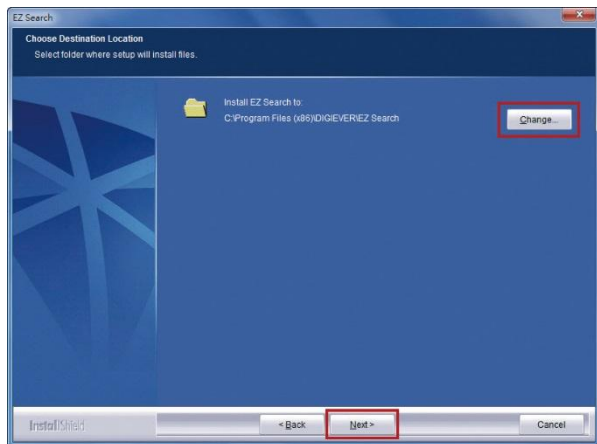 EZ Search
Choose Destination Location
Select folder where setup will install files.
Install EZ Search to:
C:\Program Files (x86)\DIGIEVER\EZ Search
Change...
InstallShield
< Back
Next >
Cancel